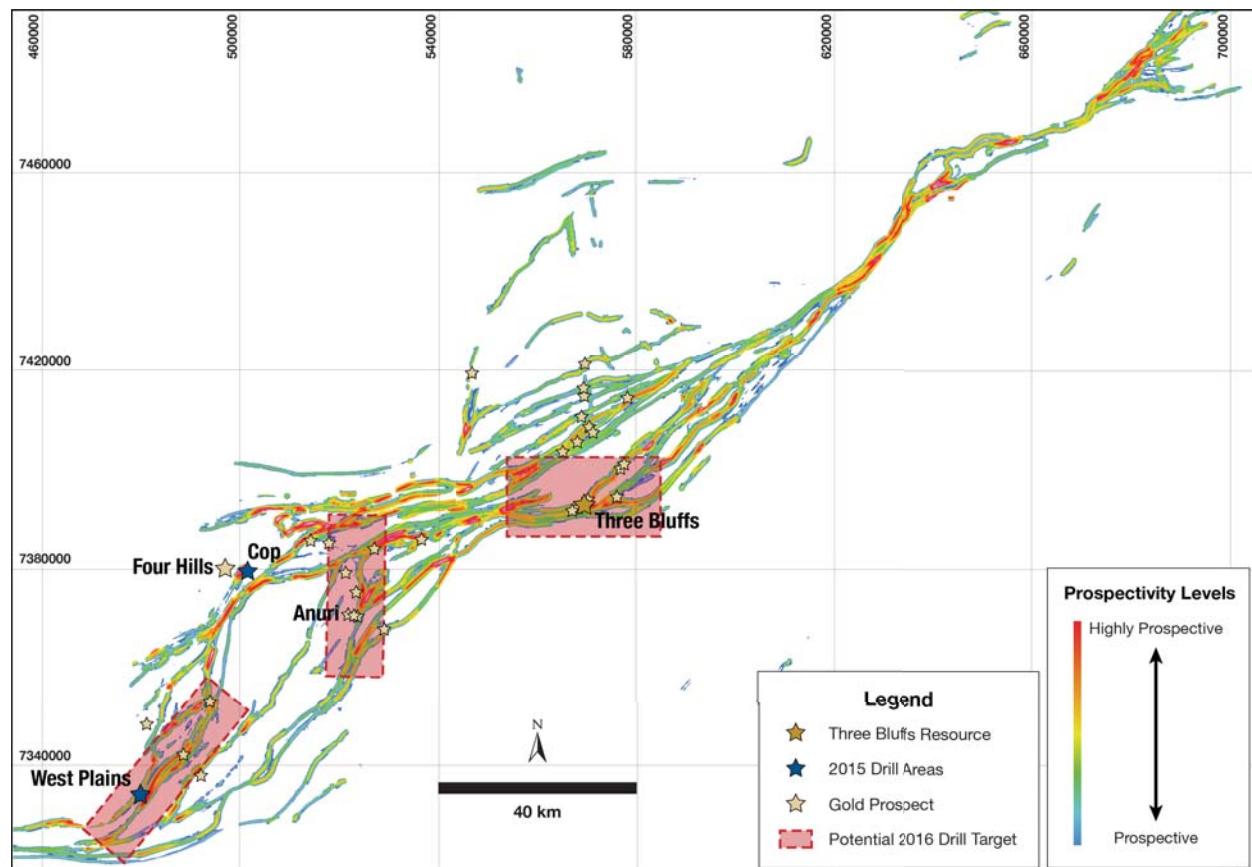 460000
500000
540000
580000
620000
660000
700000
7460000
7420000
Three Bluffs
7380000
Four Hills
Cop
Anuri
7340000
West Plains
N
40 km
Prospectivity Levels
Highly Prospective
Prospective
Legend
Three Bluffs Resource
2015 Drill Areas
Gold Prospect
Potential 2016 Drill Target